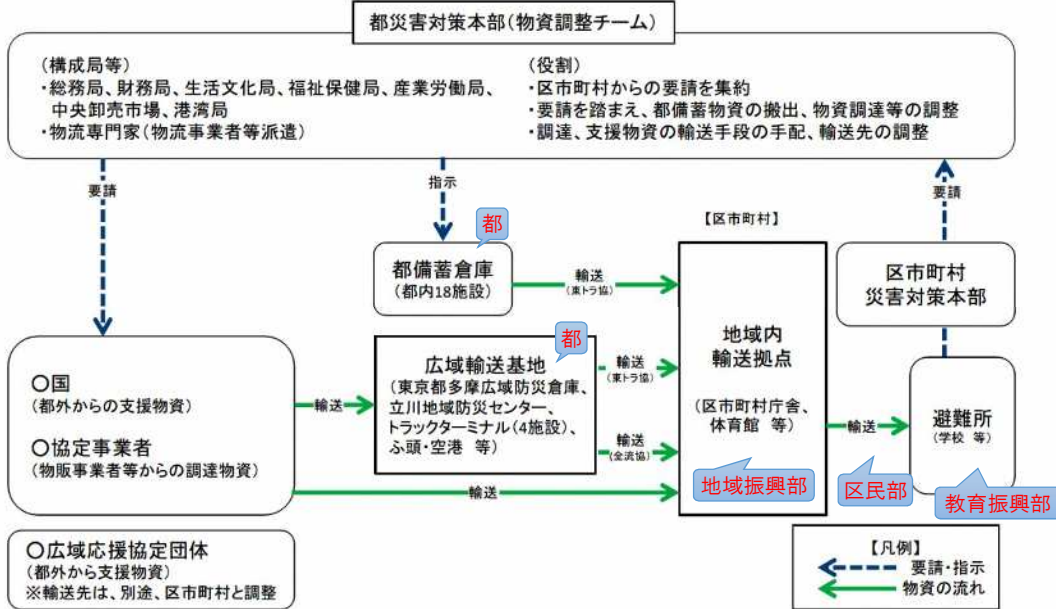 都災害対策本部(物資調整チーム)
(構成局等)
・総務局、財務局、生活文化局、福祉保健局、産業労働局、
中央卸売市場、港湾局
・物流専門家(物流事業者等派遣)
(役割)
・区市町村からの要請を集約
・要請を踏まえ、都備蓄物資の搬出、物資調達等の調整
・調達、支援物資の輸送手段の手配、輸送先の調整
要請
指示
要請
都
【区市町村】
都備蓄倉庫
(都内18施設)
輸送
(東トラ協)
区市町村
災害対策本部
都
広域輸送基地
(東京都多摩広域防災倉庫、
立川地域防災センター、
トラックターミナル(4施設)、
ふ頭・空港 等)
輸送
(東トラ協)
輸送
(全流協)
地域内
輸送拠点
(区市町村庁舎、
体育館 等)
〇国
(都外からの支援物資)
〇協定事業者
(物販事業者等からの調達物資)
輸送
輸送
輸送
避難所
(学校 等)
地域振興部
区民部
教育振興部
〇広域応援協定団体
(都外から支援物資)
※輸送先は、別途、区市町村と調整
【凡例】
要請・指示
物資の流れ